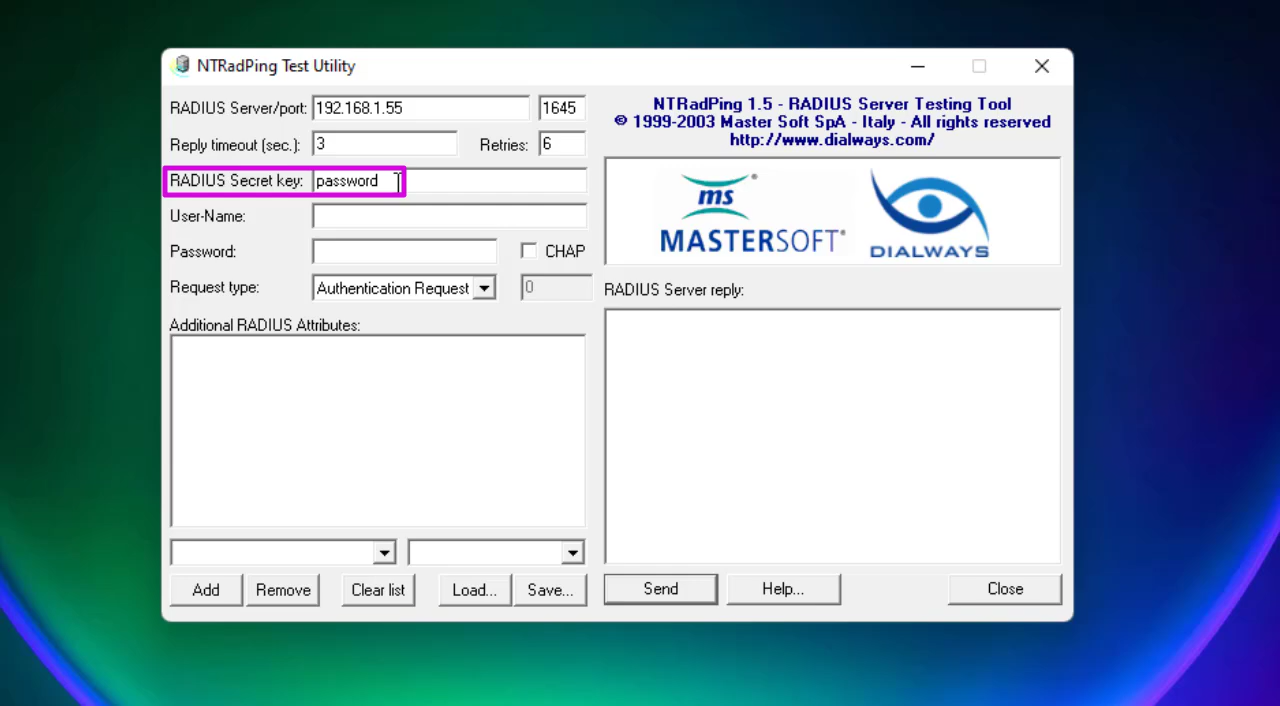 NTRadPing Test Utility
RADIUS Server/port: 192.168.1.55 1645
Reply timeout (sec.): 3 Retries: 6
RADIUS Secret key: password
User-Name:
Password: CHAP
Request type: Authentication Request 0
Additional RADIUS Attributes:
Add Remove Clear list Load... Save...
NTRadPing 1.5 - RADIUS Server Testing Tool
© 1999-2003 Master Soft SpA - Italy - All rights reserved
http://www.dialways.com/
ms
MASTERSOFT®
DIALWAYS
RADIUS Server reply:
Send Help... Close